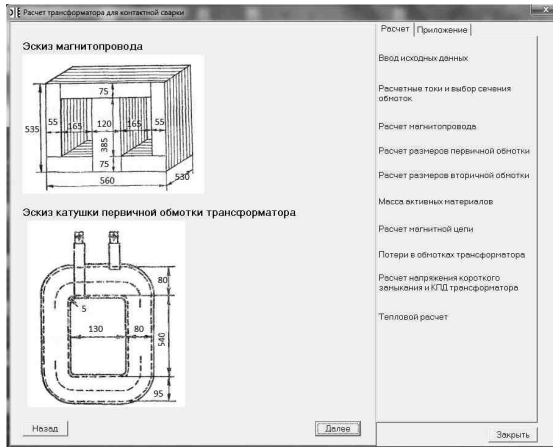 Расчет трансформатора для контактной сварки
Расчет Приложение
Эскиз магнитопровода
75
55 165 120 165 55
535
385
75
530
560
Эскиз катушки первичной обмотки трансформатора
80
5
130 80
540
95
Назад
Далее
Ввод исходных данных
Расчетные токи и выбор сечения
обмоток
Расчет магнитопровода
Расчет размеров первичной обмотки
Расчет размеров вторичной обмотки
Масса активных материалов
Расчет магнитной цепи
Потери в обмотках трансформатора
Расчет напряжения короткого
замыкания и КПД трансформатора
Тепловой расчет
Закрыть